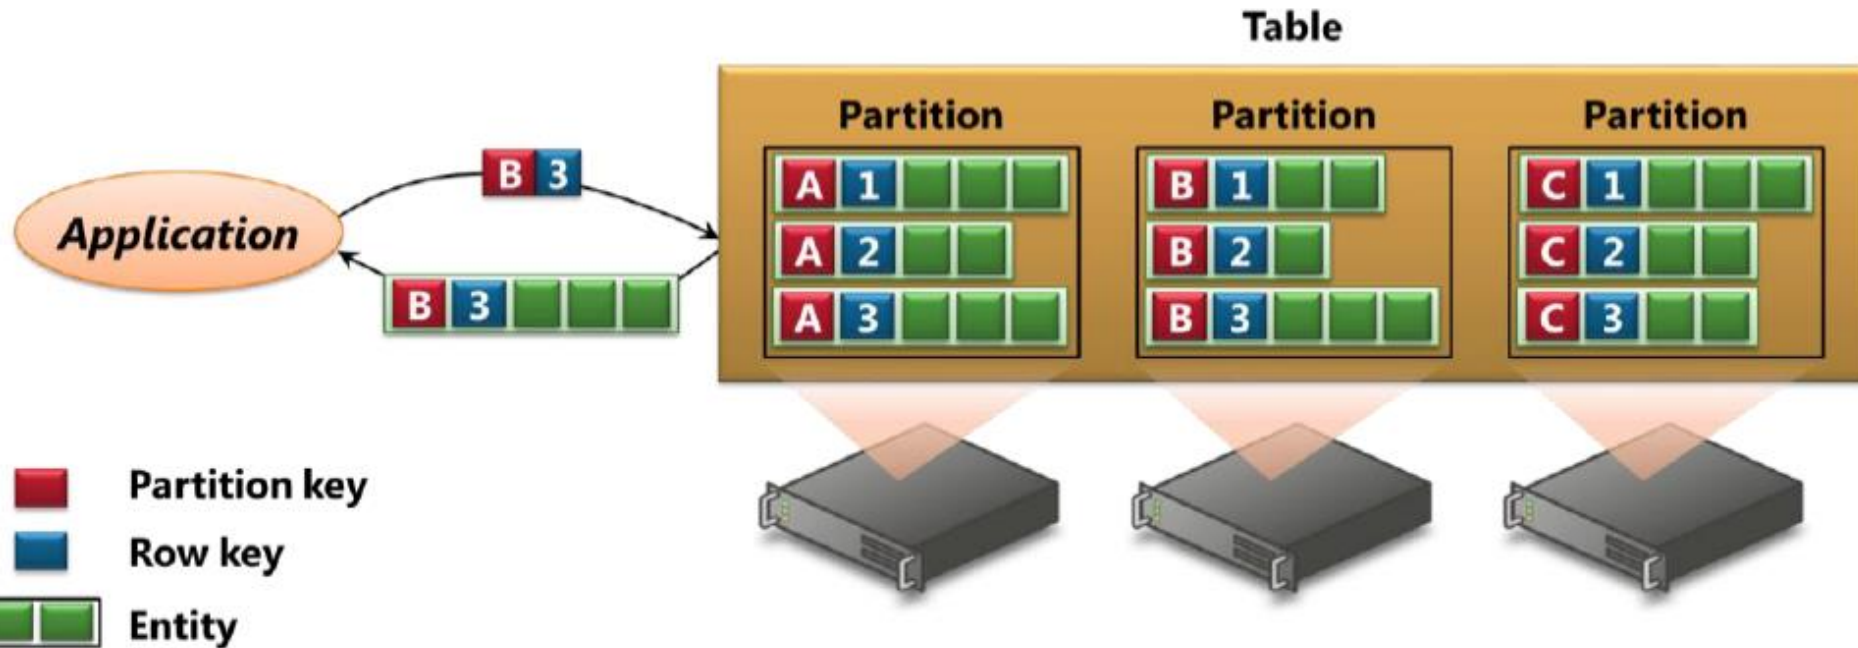 Table
Partition Partition Partition
B 3
Application
B 3
A 1
A 2
A 3
B 1
B 2
B 3
C 1
C 2
C 3
Partition key
Row key
Entity